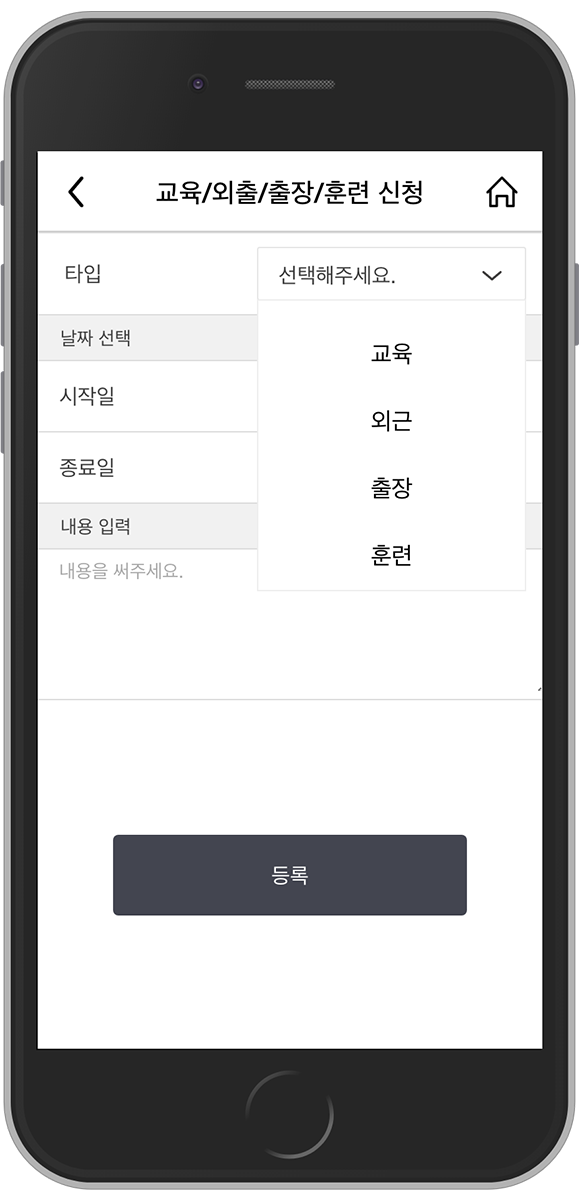 교육/외출/출장/훈련 신청
타입
선택해주세요.
교육
외근
출장
훈련
날짜 선택
시작일
종료일
내용 입력
내용을 써주세요.
등록